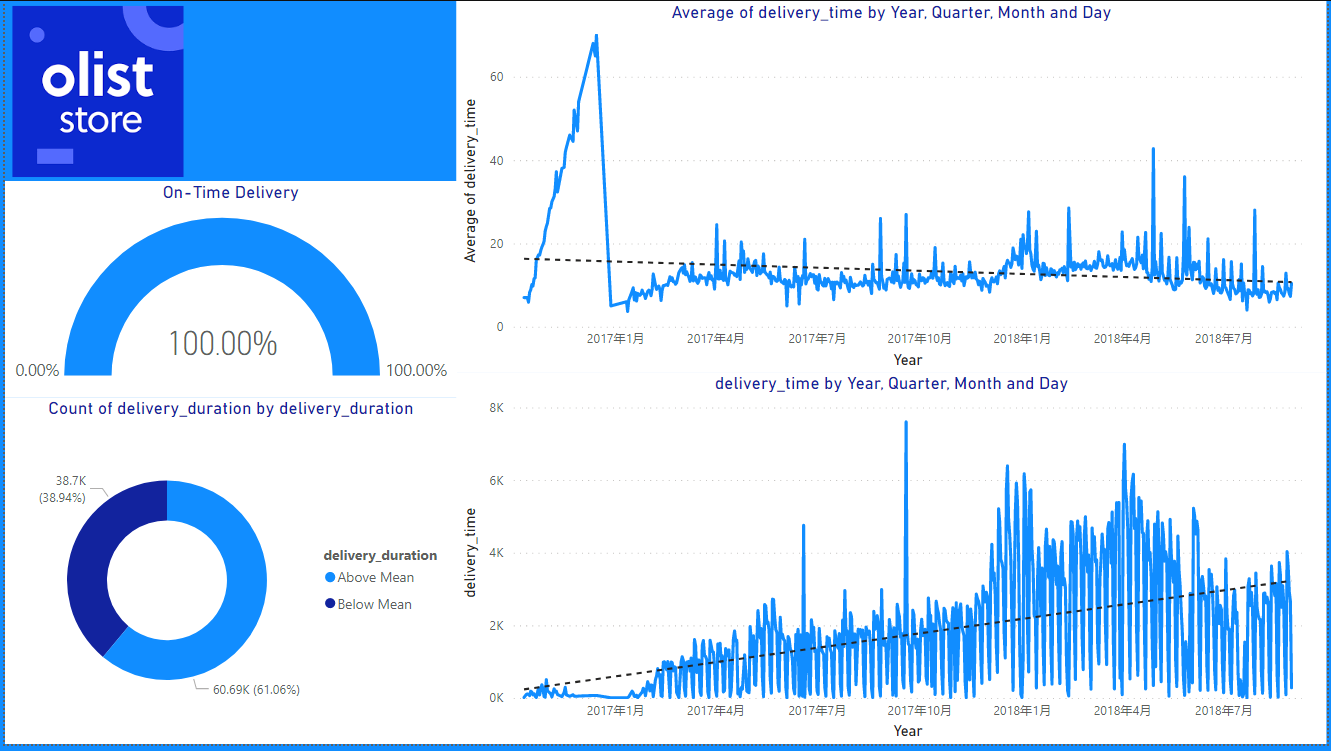 olist
store
On-Time Delivery
100.00%
0.00%
100.00%
Count of delivery_duration by delivery_duration
38.7K
(38.94%)
delivery_duration
Above Mean
Below Mean
60.69K (61.06%)
Average of delivery_time by Year, Quarter, Month and Day
Average of delivery_time
60
40
20
0
2017年1月
2017年4月
2017年7月
2017年10月
2018年1月
2018年4月
2018年7月
Year
delivery_time by Year, Quarter, Month and Day
delivery_time
8K
6K
4K
2K
0K
2017年1月
2017年4月
2017年7月
2017年10月
2018年1月
2018年4月
2018年7月
Year